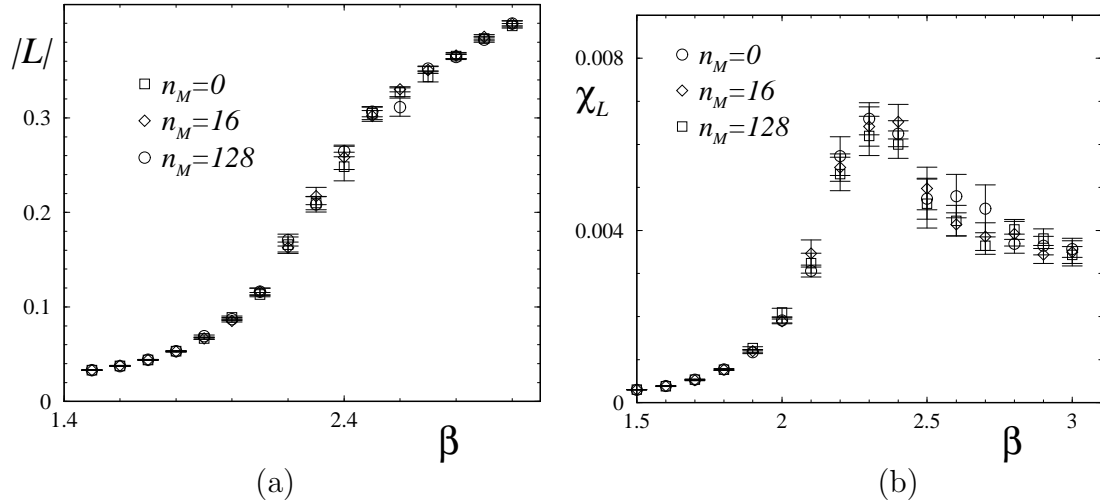 |L|
0.3
0.2
0.1
0
n_M=0
n_M=16
n_M=128
1.4
2.4
β
(a)
χ_L
0.008
0.004
0
n_M=0
n_M=16
n_M=128
1.5
2
2.5
3
β
(b)